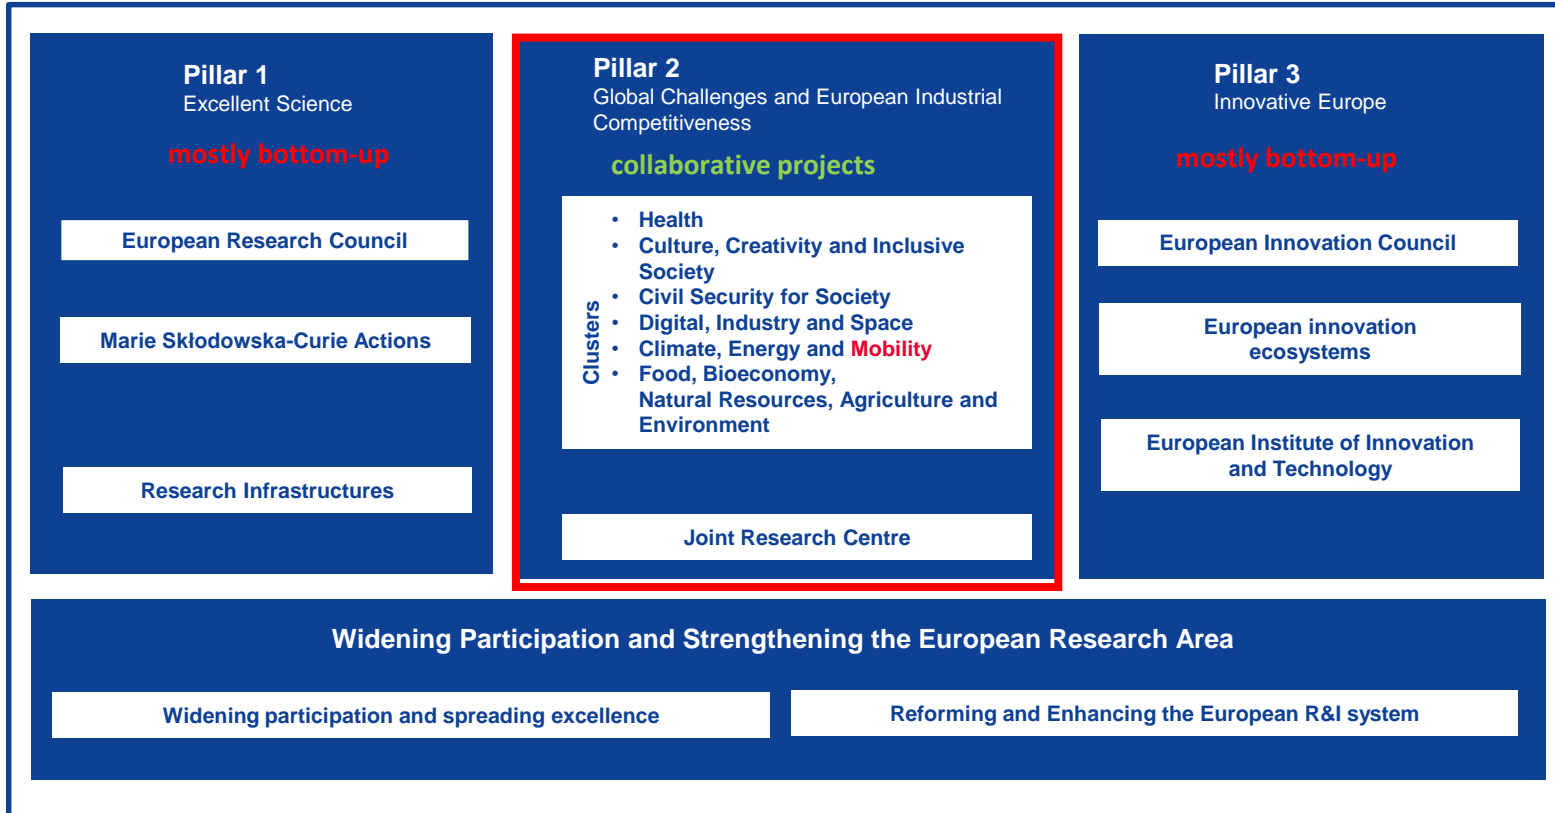 Pillar 1
Excellent Science
mostly bottom-up
European Research Council
Marie Skłodowska-Curie Actions
Research Infrastructures
Pillar 2
Global Challenges and European Industrial
Competitiveness
collaborative projects
Clusters
• Health
• Culture, Creativity and Inclusive
Society
• Civil Security for Society
• Digital, Industry and Space
• Climate, Energy and Mobility
• Food, Bioeconomy,
Natural Resources, Agriculture and
Environment
Joint Research Centre
Pillar 3
Innovative Europe
mostly bottom-up
European Innovation Council
European innovation
ecosystems
European Institute of Innovation
and Technology
Widening Participation and Strengthening the European Research Area
Widening participation and spreading excellence
Reforming and Enhancing the European R&I system